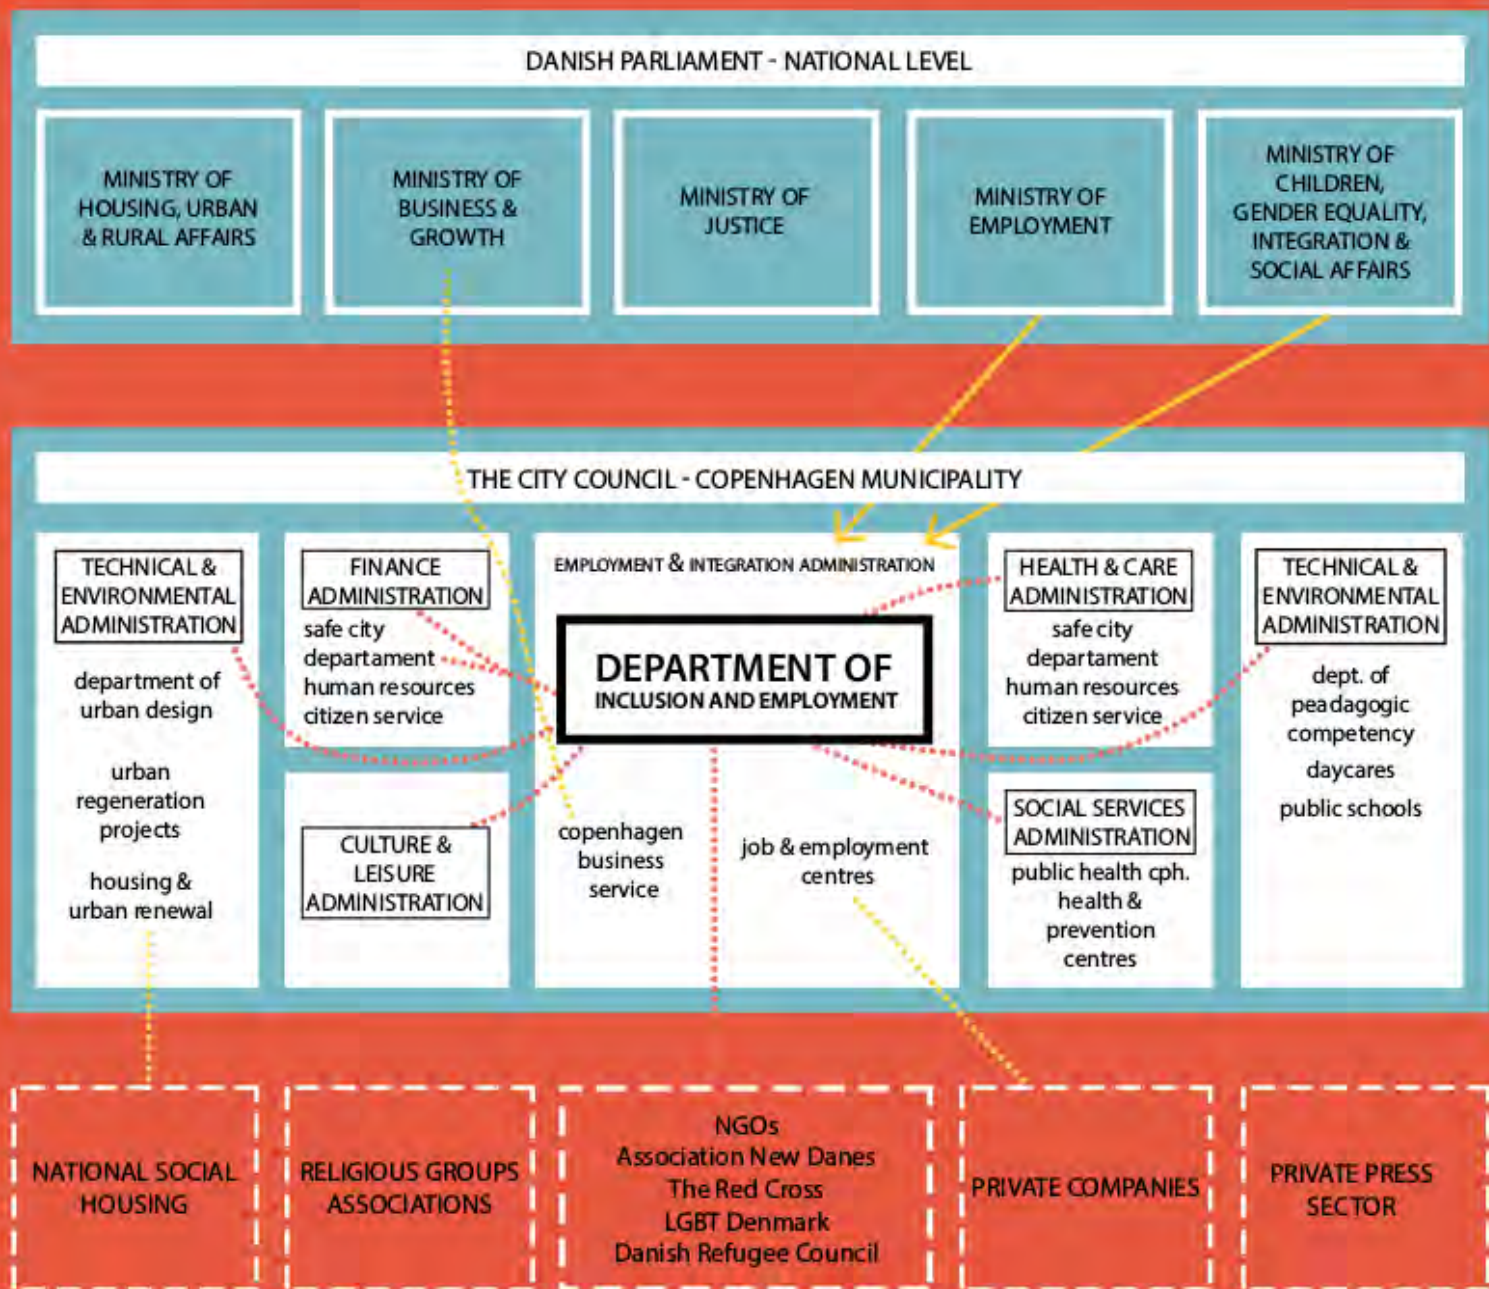 DANISH PARLIAMENT - NATIONAL LEVEL
MINISTRY OF
HOUSING, URBAN
& RURAL AFFAIRS
MINISTRY OF
BUSINESS &
GROWTH
MINISTRY OF
JUSTICE
MINISTRY OF
EMPLOYMENT
MINISTRY OF
CHILDREN,
GENDER EQUALITY,
INTEGRATION &
SOCIAL AFFAIRS
THE CITY COUNCIL - COPENHAGEN MUNICIPALITY
TECHNICAL &
ENVIRONMENTAL
ADMINISTRATION
department of
urban design
urban
regeneration
projects
housing &
urban renewal
FINANCE
ADMINISTRATION
safe city
departament
human resources
citizen service
CULTURE &
LEISURE
ADMINISTRATION
EMPLOYMENT & INTEGRATION ADMINISTRATION
DEPARTMENT OF
INCLUSION AND EMPLOYMENT
copenhagen
business
service
job & employment
centres
HEALTH & CARE
ADMINISTRATION
safe city
departament
human resources
citizen service
SOCIAL SERVICES
ADMINISTRATION
public health cph.
health &
prevention
centres
TECHNICAL &
ENVIRONMENTAL
ADMINISTRATION
dept. of
peadagogic
competency
daycares
public schools
NATIONAL SOCIAL
HOUSING
RELIGIOUS GROUPS
ASSOCIATIONS
NGOs
Association New Danes
The Red Cross
LGBT Denmark
Danish Refugee Council
PRIVATE COMPANIES
PRIVATE PRESS
SECTOR